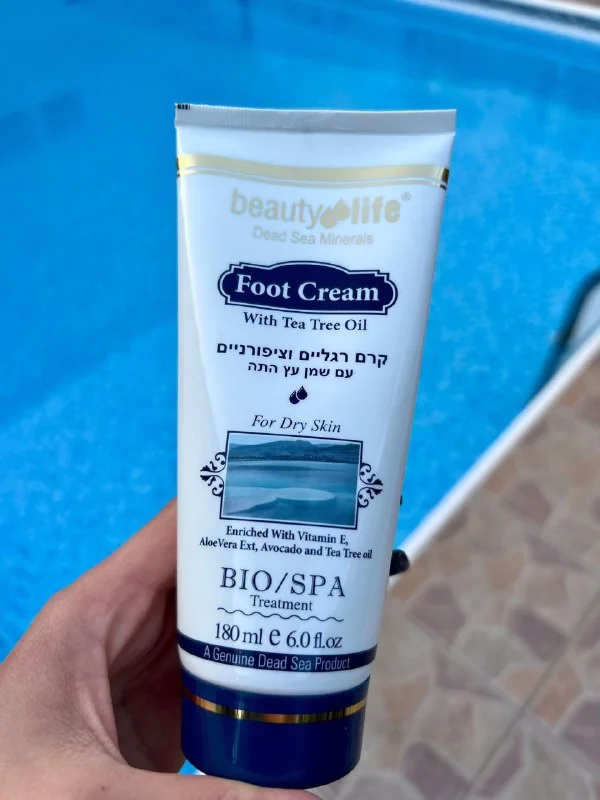 beauty life®
Dead Sea Minerals
Foot Cream
With Tea Tree Oil
קרם רגליים וציפורניים
עם שמן עץ התה
For Dry Skin
Enriched With Vitamin E,
AloeVera Ext, Avocado and Tea Tree oil
BIO/SPA
Treatment
180 ml e 6.0 fl.oz
A Genuine Dead Sea Product